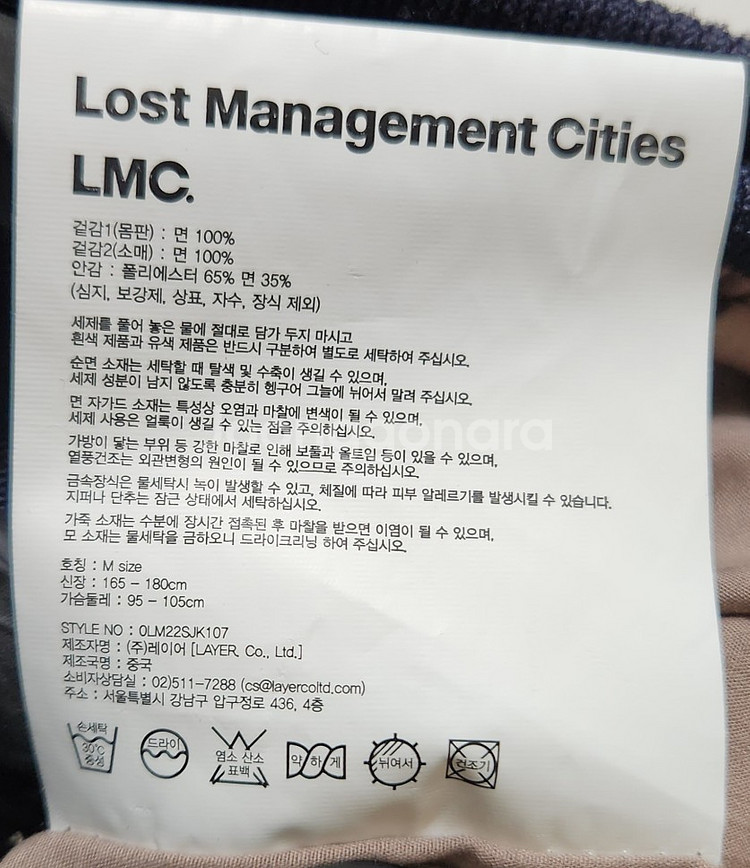 Lost Management Cities
LMC.
겉감1(몸판) : 면 100%
겉감2(소매) : 면 100%
안감 : 폴리에스터 65% 면 35%
(심지, 보강제, 상표, 자수, 장식 제외)
세제를 풀어 놓은 물에 절대로 담가 두지 마시고
흰색 제품과 유색 제품은 반드시 구분하여 별도로 세탁하여 주십시오.
순면 소재는 세탁할 때 탈색 및 수축이 생길 수 있으며,
세제 성분이 남지 않도록 충분히 헹구어 그늘에 뉘어서 말려 주십시오.
면 자가드 소재는 특성상 오염과 마찰에 변색이 될 수 있으며,
세제 사용은 얼룩이 생길 수 있는 점을 주의하십시오.
가방이 닿는 부위 등 강한 마찰로 인해 보풀과 올트임 등이 있을 수 있으며,
열풍건조는 외관변형의 원인이 될 수 있으므로 주의하십시오.
금속장식은 물세탁시 녹이 발생할 수 있고, 체질에 따라 피부 알레르기를 발생시킬 수 있습니다.
지퍼나 단추는 잠근 상태에서 세탁하십시오.
가죽 소재는 수분에 장시간 접촉된 후 마찰을 받으면 이염이 될 수 있으며,
모 소재는 물세탁을 금하오니 드라이크리닝 하여 주십시오.
호칭 : M size
신장 : 165 - 180cm
가슴둘레 : 95 - 105cm
STYLE NO : 0LM22SJK107
제조자명 : (주)레이어 [LAYER. Co., Ltd.]
제조국명 : 중국
소비자상담실 : 02)511-7288 (cs@layercoltd.com)
주소 : 서울특별시 강남구 압구정로 436, 4층
손세탁
30℃
중성
드라이
염소 산소
표백
약하게
뉘어서
건조기